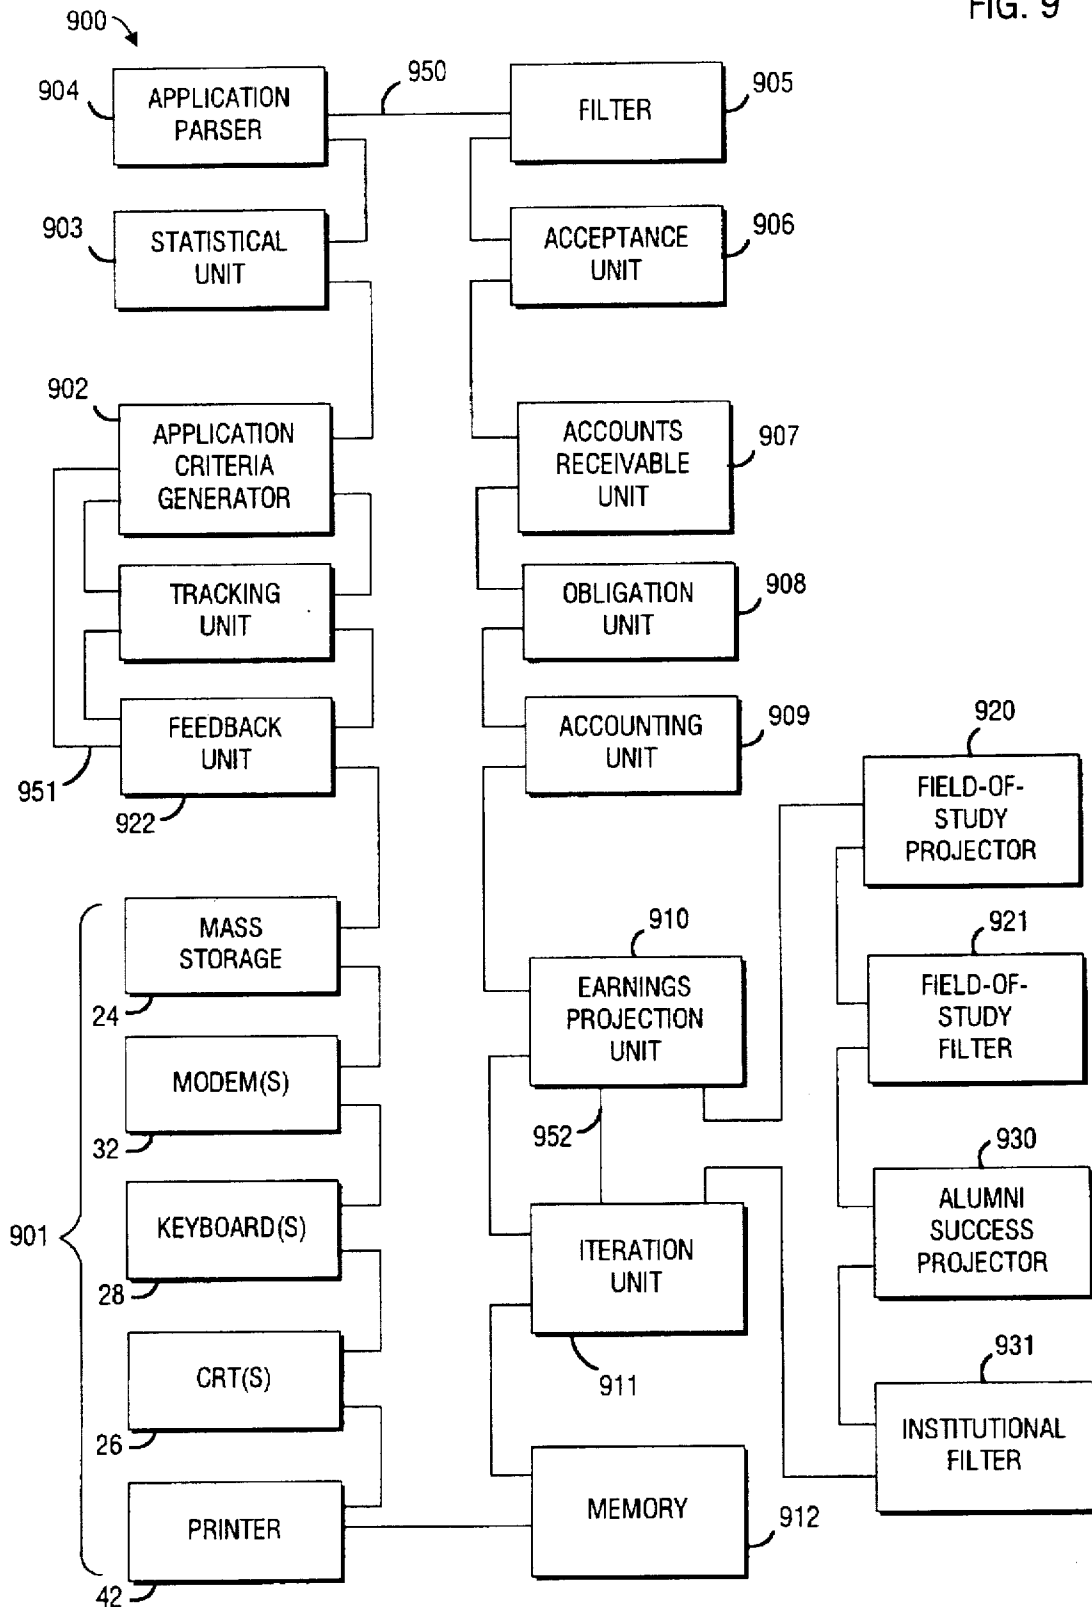 FIG. 9
900
904
APPLICATION
PARSER
950
FILTER
905
903
STATISTICAL
UNIT
ACCEPTANCE
UNIT
906
902
APPLICATION
CRITERIA
GENERATOR
ACCOUNTS
RECEIVABLE
UNIT
907
TRACKING
UNIT
OBLIGATION
UNIT
908
FEEDBACK
UNIT
951
922
ACCOUNTING
UNIT
909
920
FIELD-OF-
STUDY
PROJECTOR
901
MASS
STORAGE
24
910
EARNINGS
PROJECTION
UNIT
921
FIELD-OF-
STUDY
FILTER
MODEM(S)
32
952
930
ALUMNI
SUCCESS
PROJECTOR
KEYBOARD(S)
28
ITERATION
UNIT
911
CRT(S)
26
931
INSTITUTIONAL
FILTER
PRINTER
42
MEMORY
912